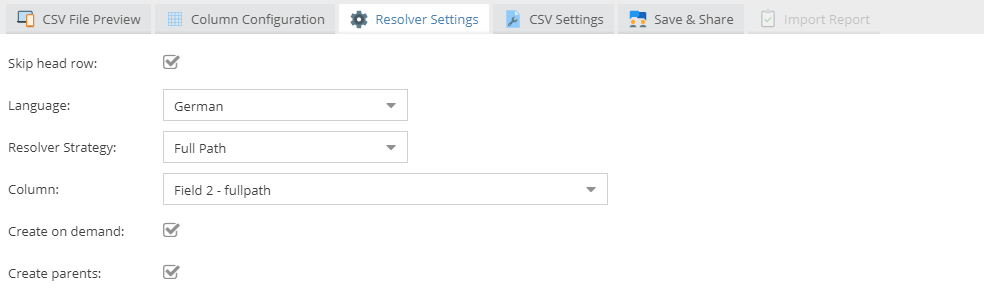 CSV File Preview Column Configuration Resolver Settings CSV Settings Save & Share Import Report
Skip head row:
Language: German
Resolver Strategy: Full Path
Column: Field 2 - fullpath
Create on demand:
Create parents: